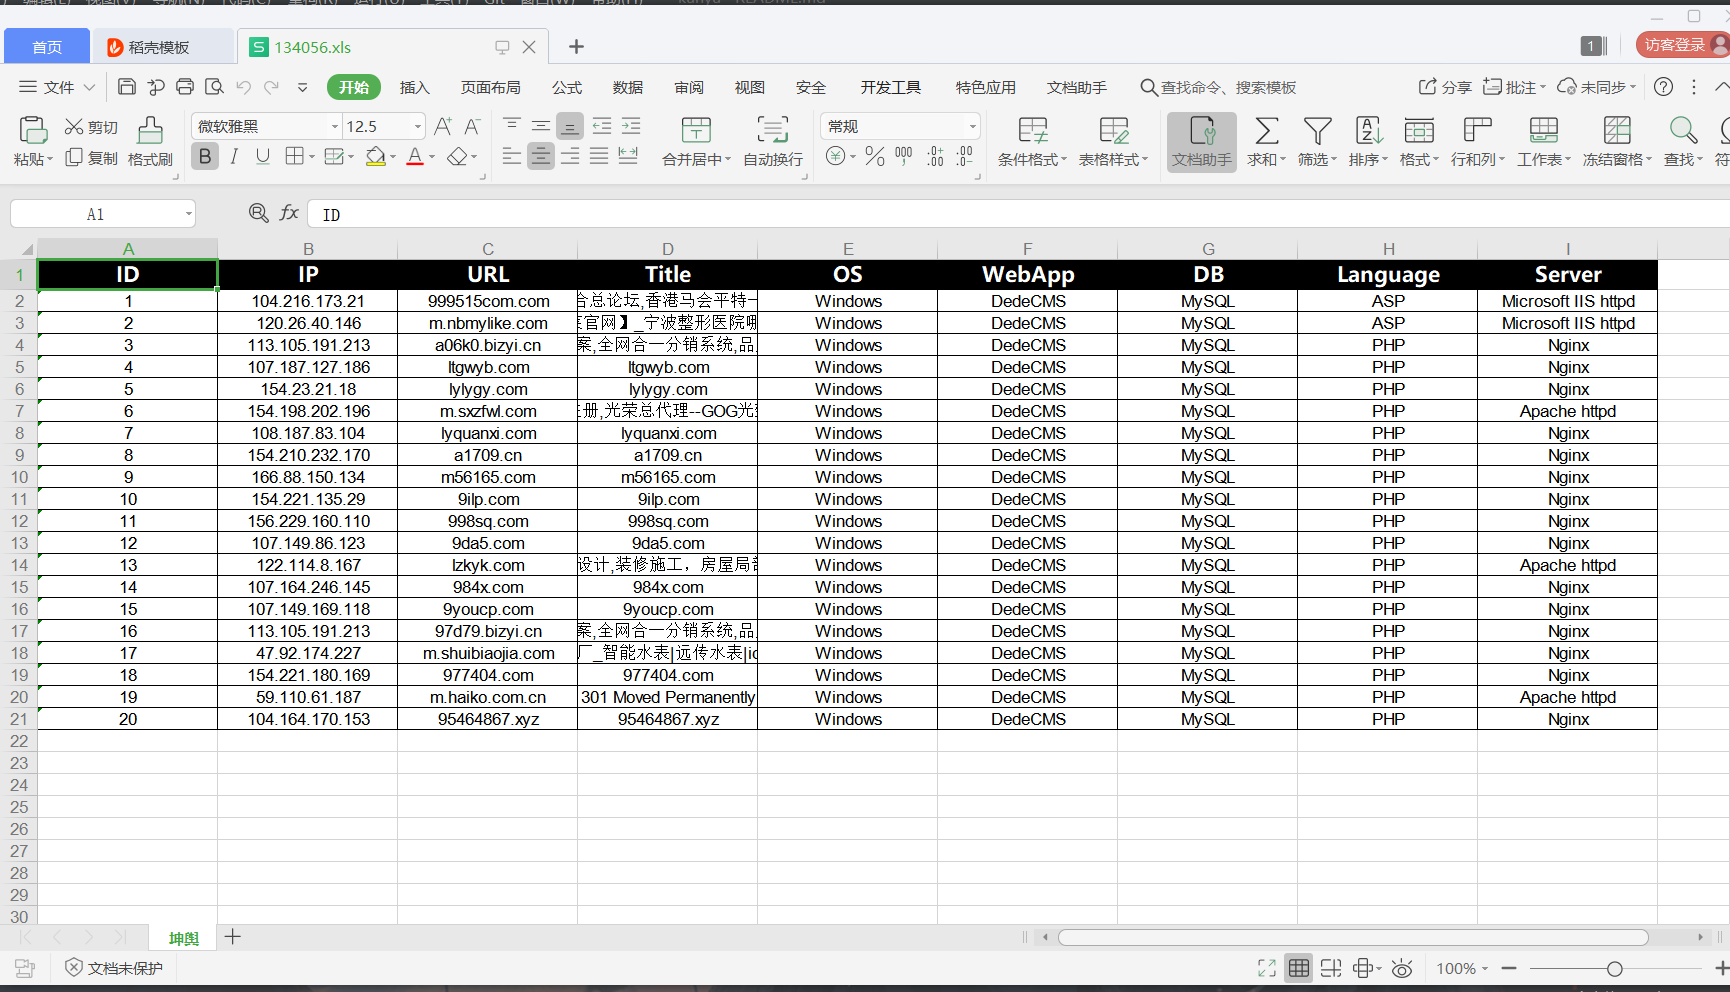 首页 稻壳模板 134056.xls 1 访客登录
文件 开始 插入 页面布局 公式 数据 审阅 视图 安全 开发工具 特色应用 文档助手 查找命令、搜索模板 分享 批注 未同步
微软雅黑 12.5 常规
粘贴 剪切 复制 格式刷 合并居中 自动换行 条件格式 表格样式 文档助手 求和 筛选 排序 格式 行和列 工作表 冻结窗格 查找
A1 fx ID
A B C D E F G H I
1 ID IP URL Title OS WebApp DB Language Server
2 1 104.216.173.21 999515com.com 合总论坛,香港马会平特一 Windows DedeCMS MySQL ASP Microsoft IIS httpd
3 2 120.26.40.146 m.nbmylike.com 官网】_宁波整形医院哪 Windows DedeCMS MySQL ASP Microsoft IIS httpd
4 3 113.105.191.213 a06k0.bizyi.cn 案,全网合一分销系统,品 Windows DedeCMS MySQL PHP Nginx
5 4 107.187.127.186 ltgwyb.com ltgwyb.com Windows DedeCMS MySQL PHP Nginx
6 5 154.23.21.18 lylygy.com lylygy.com Windows DedeCMS MySQL PHP Nginx
7 6 154.198.202.196 m.sxzfwl.com 册,光荣总代理--GOG光 Windows DedeCMS MySQL PHP Apache httpd
8 7 108.187.83.104 lyquanxi.com lyquanxi.com Windows DedeCMS MySQL PHP Nginx
9 8 154.210.232.170 a1709.cn a1709.cn Windows DedeCMS MySQL PHP Nginx
10 9 166.88.150.134 m56165.com m56165.com Windows DedeCMS MySQL PHP Nginx
11 10 154.221.135.29 9ilp.com 9ilp.com Windows DedeCMS MySQL PHP Nginx
12 11 156.229.160.110 998sq.com 998sq.com Windows DedeCMS MySQL PHP Nginx
13 12 107.149.86.123 9da5.com 9da5.com Windows DedeCMS MySQL PHP Nginx
14 13 122.114.8.167 lzkyk.com 设计,装修施工，房屋局部 Windows DedeCMS MySQL PHP Apache httpd
15 14 107.164.246.145 984x.com 984x.com Windows DedeCMS MySQL PHP Nginx
16 15 107.149.169.118 9youcp.com 9youcp.com Windows DedeCMS MySQL PHP Nginx
17 16 113.105.191.213 97d79.bizyi.cn 案,全网合一分销系统,品 Windows DedeCMS MySQL PHP Nginx
18 17 47.92.174.227 m.shuibiaojia.com 厂_智能水表|远传水表|ic Windows DedeCMS MySQL PHP Nginx
19 18 154.221.180.169 977404.com 977404.com Windows DedeCMS MySQL PHP Nginx
20 19 59.110.61.187 m.haiko.com.cn 301 Moved Permanently Windows DedeCMS MySQL PHP Apache httpd
21 20 104.164.170.153 95464867.xyz 95464867.xyz Windows DedeCMS MySQL PHP Nginx
22
23
24
25
26
27
28
29
30
坤舆
文档未保护 100%